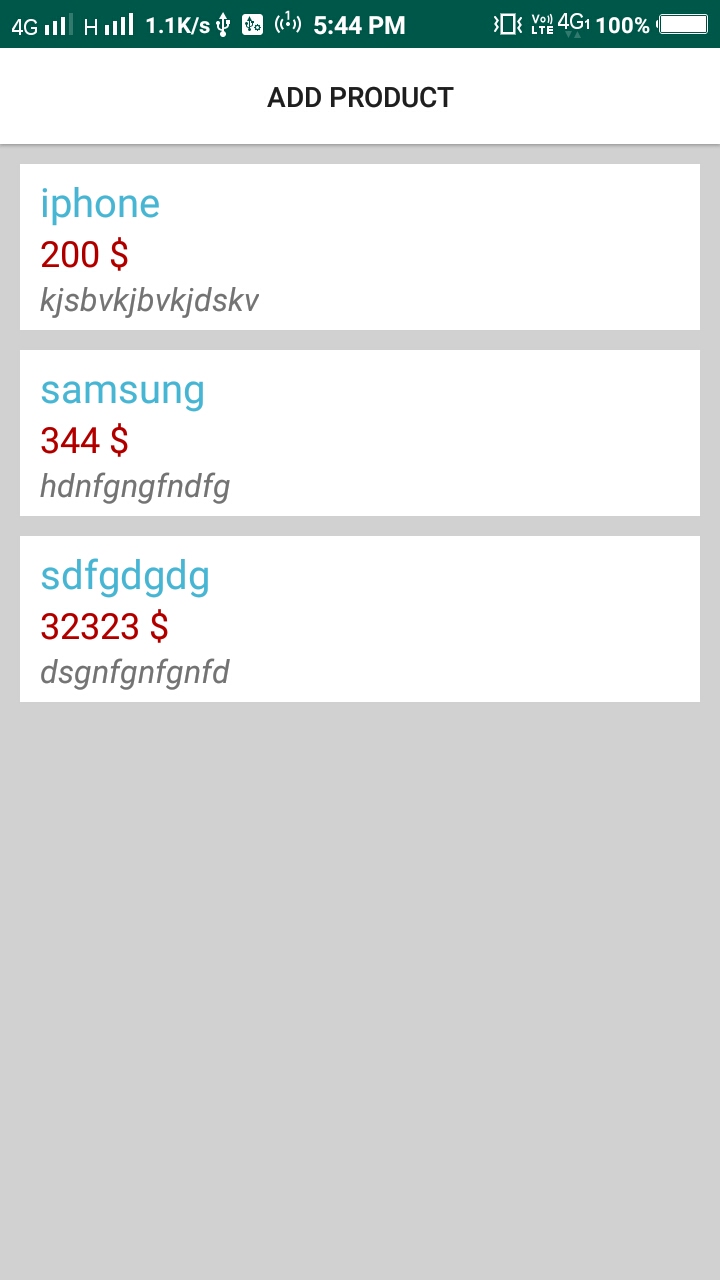 4G H 1.1K/s 5:44 PM Vo)) LTE 4G1 100%
ADD PRODUCT
iphone
200 $
kjsbvkjbvkjdskv
samsung
344 $
hdnfgngfndfg
sdfgdgdg
32323 $
dsgnfgnfgnfd